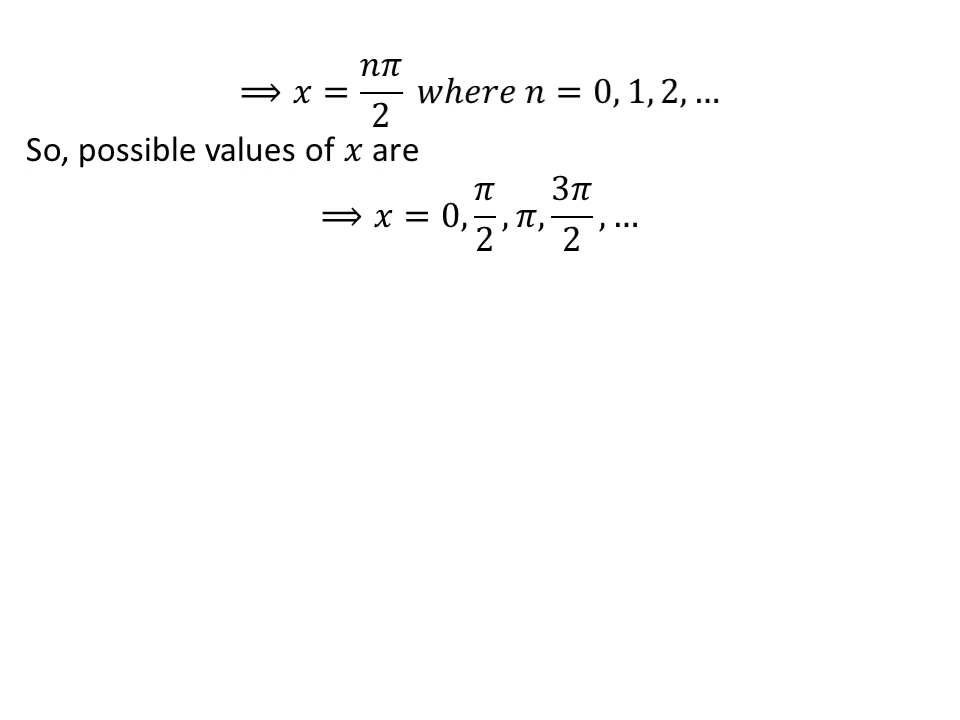 ⟹ 𝑥 = 𝑛𝜋/2 𝑤ℎ𝑒𝑟𝑒 𝑛 = 0, 1, 2, …
So, possible values of 𝑥 are
⟹ 𝑥 = 0, 𝜋/2, 𝜋, 3𝜋/2, …